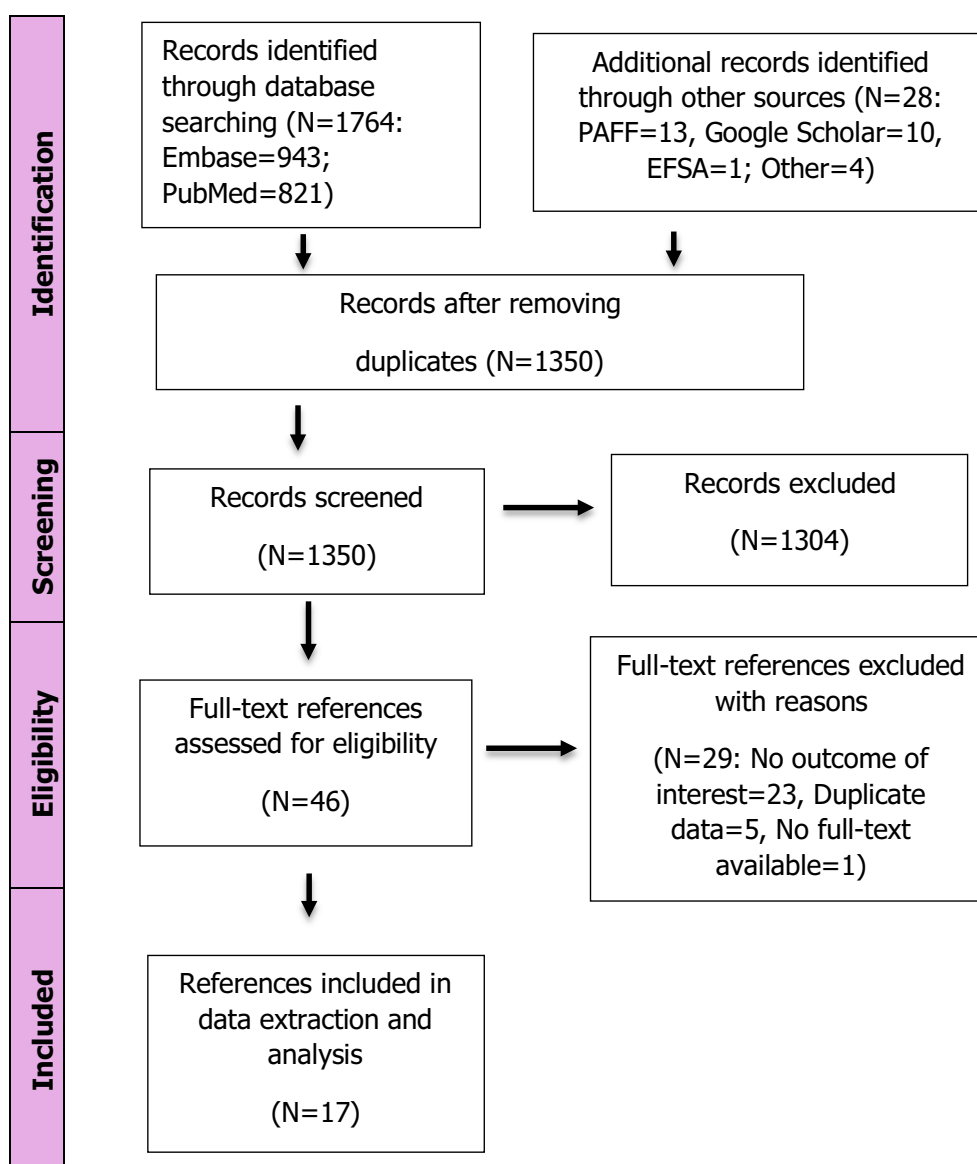 Identification
Records identified
through database
searching (N=1764:
Embase=943;
PubMed=821)
Additional records identified
through other sources (N=28:
PAFF=13, Google Scholar=10,
EFSA=1; Other=4)
Records after removing
duplicates (N=1350)
Screening
Records screened
(N=1350)
Records excluded
(N=1304)
Eligibility
Full-text references
assessed for eligibility
(N=46)
Full-text references excluded
with reasons
(N=29: No outcome of
interest=23, Duplicate
data=5, No full-text
available=1)
Included
References included in
data extraction and
analysis
(N=17)